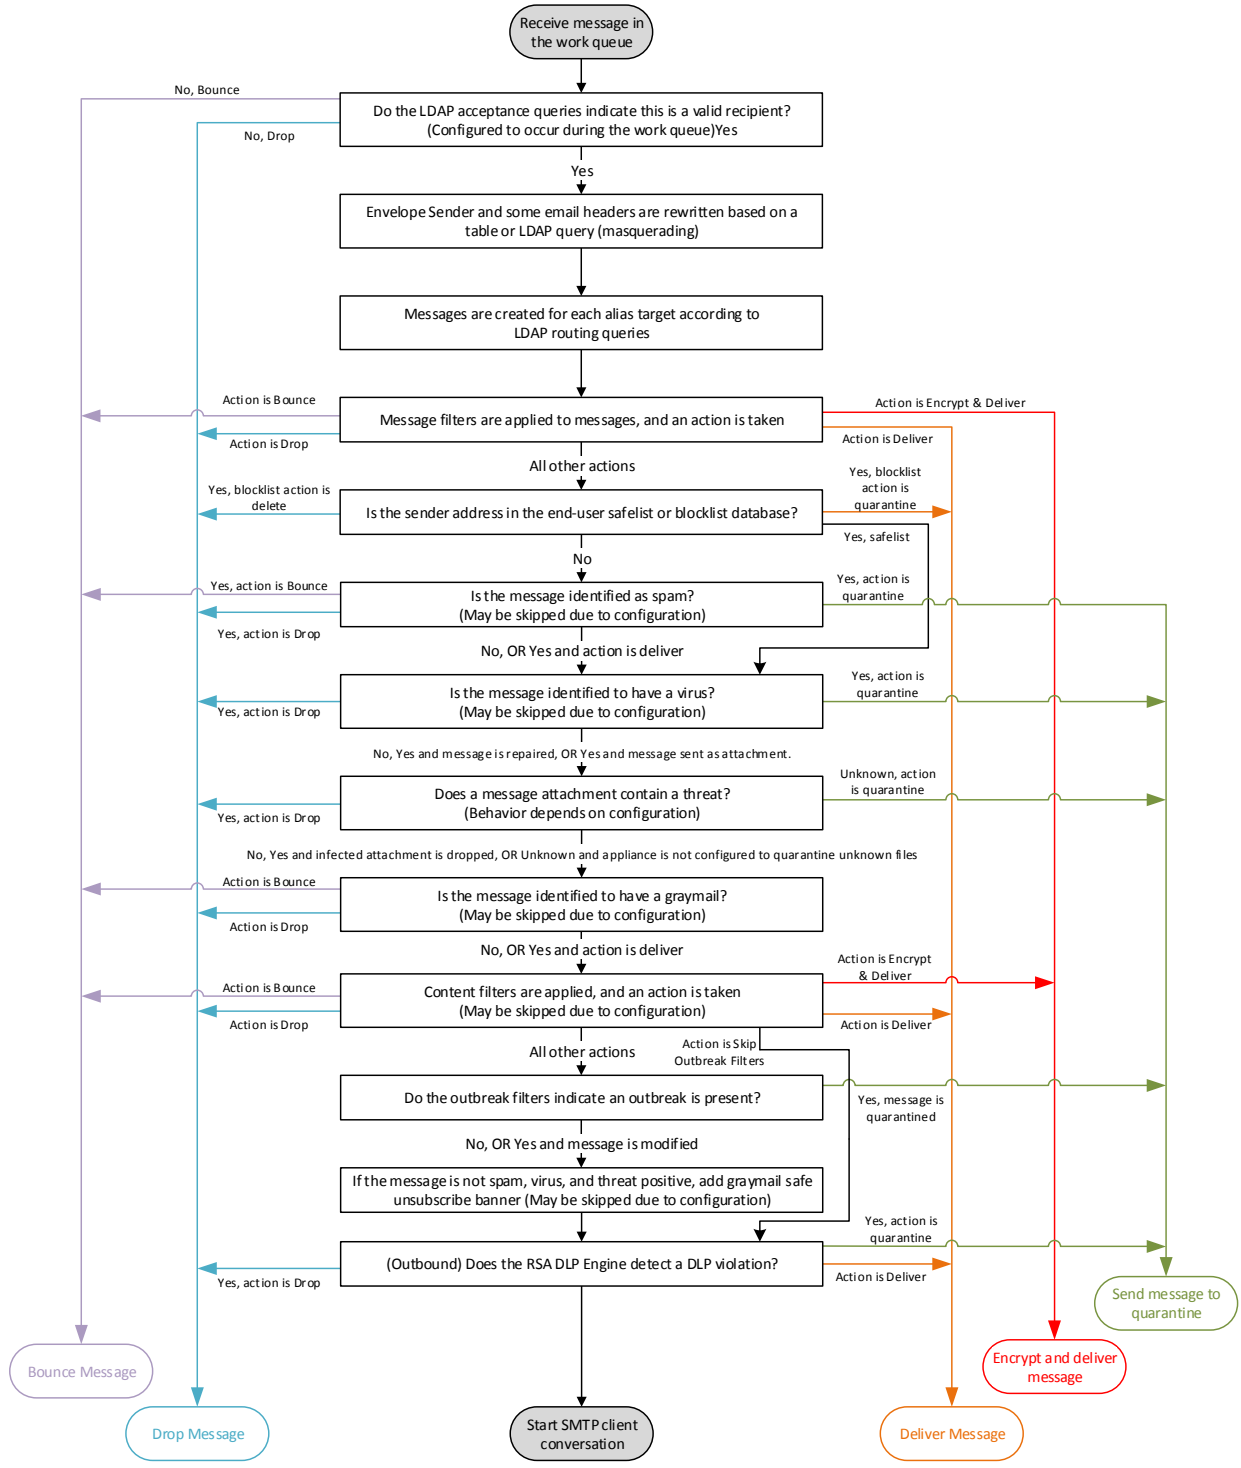 Receive message in
the work queue
No, Bounce
Do the LDAP acceptance queries indicate this is a valid recipient?
(Configured to occur during the work queue)Yes
No, Drop
Yes
Envelope Sender and some email headers are rewritten based on a
table or LDAP query (masquerading)
Messages are created for each alias target according to
LDAP routing queries
Action is Bounce
Action is Encrypt & Deliver
Message filters are applied to messages, and an action is taken
Action is Drop
Action is Deliver
All other actions
Yes, blocklist
action is
quarantine
Yes, blocklist action is
delete
Is the sender address in the end-user safelist or blocklist database?
Yes, safelist
No
Yes, action is Bounce
Yes, action is
quarantine
Is the message identified as spam?
(May be skipped due to configuration)
Yes, action is Drop
No, OR Yes and action is deliver
Yes, action is
quarantine
Is the message identified to have a virus?
(May be skipped due to configuration)
Yes, action is Drop
No, Yes and message is repaired, OR Yes and message sent as attachment.
Unknown, action
is quarantine
Does a message attachment contain a threat?
(Behavior depends on configuration)
Yes, action is Drop
No, Yes and infected attachment is dropped, OR Unknown and appliance is not configured to quarantine unknown files
Action is Bounce
Is the message identified to have a graymail?
(May be skipped due to configuration)
Action is Drop
No, OR Yes and action is deliver
Action is Encrypt
& Deliver
Action is Bounce
Content filters are applied, and an action is taken
(May be skipped due to configuration)
Action is Drop
Action is Deliver
All other actions
Action is Skip
Outbreak Filters
Do the outbreak filters indicate an outbreak is present?
Yes, message is
quarantined
No, OR Yes and message is modified
If the message is not spam, virus, and threat positive, add graymail safe
unsubscribe banner (May be skipped due to configuration)
Yes, action is
quarantine
(Outbound) Does the RSA DLP Engine detect a DLP violation?
Yes, action is Drop
Action is Deliver
Send message to
quarantine
Bounce Message
Encrypt and deliver
message
Drop Message
Start SMTP client
conversation
Deliver Message